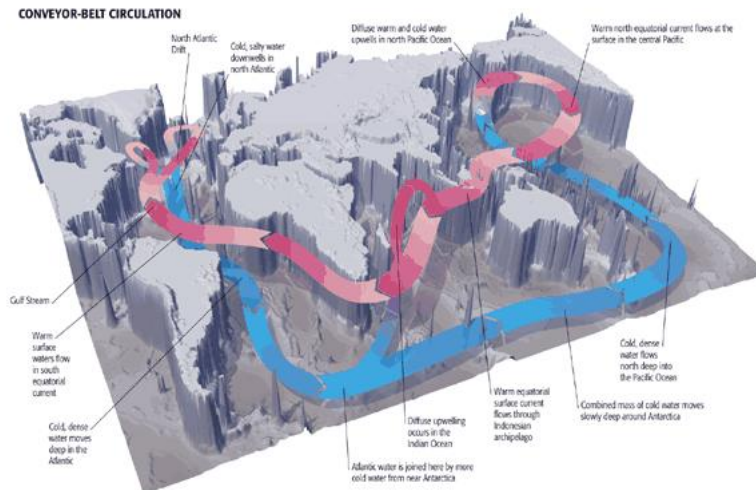 CONVEYOR-BELT CIRCULATION
North Atlantic
Drift
Cold, salty water
downwells in
north Atlantic
Diffuse warm and cold water
upwells in north Pacific Ocean
Warm north equatorial current flows at the
surface in the central Pacific
Gulf Stream
Warm
surface
waters flow
in south
equatorial
current
Cold, dense
water moves
deep in the
Atlantic
Atlantic water is joined here by more
cold water from near Antarctica
Diffuse upwelling
occurs in the
Indian Ocean
Warm equatorial
surface current
flows through
Indonesian
archipelago
Combined mass of cold water moves
slowly deep around Antarctica
Cold, dense
water flows
north deep into
the Pacific Ocean